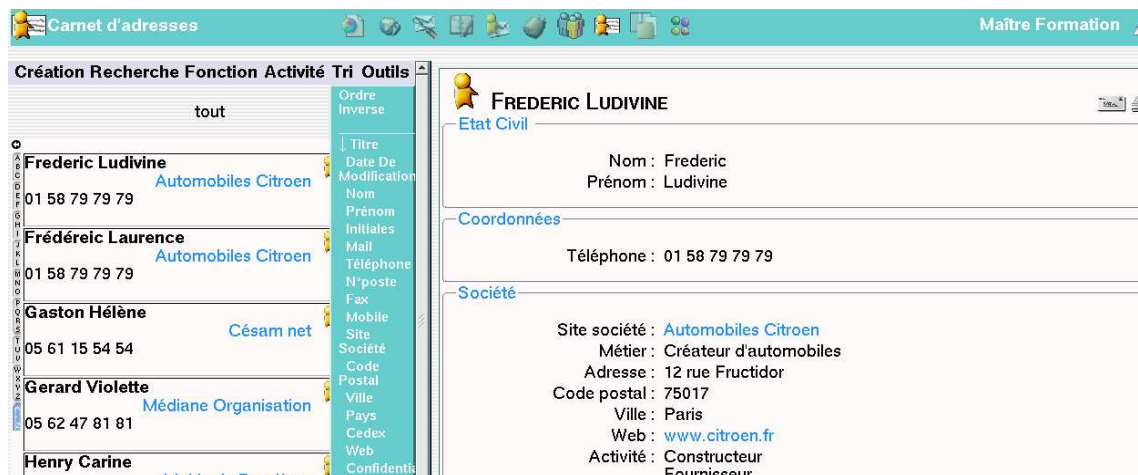 Carnet d'adresses
Maître Formation
Création Recherche Fonction Activité Tri Outils
tout
A
B
C
D
E
F
G
H
I
J
K
L
M
N
O
P
Q
R
S
T
U
V
W
X
Y
Z
Frederic Ludivine
Automobiles Citroen
01 58 79 79 79
Frédéreic Laurence
Automobiles Citroen
01 58 79 79 79
Gaston Hélène
Césam net
05 61 15 54 54
Gerard Violette
Médiane Organisation
05 62 47 81 81
Henry Carine
Ordre
Inverse
↓ Titre
Date De
Modification
Nom
Prénom
Initiales
Mail
Téléphone
N°poste
Fax
Mobile
Site
Société
Code
Postal
Ville
Pays
Cedex
Web
Confidentia
FREDERIC LUDIVINE
Etat Civil
Nom : Frederic
Prénom : Ludivine
Coordonnées
Téléphone : 01 58 79 79 79
Société
Site société : Automobiles Citroen
Métier : Créateur d'automobiles
Adresse : 12 rue Fructidor
Code postal : 75017
Ville : Paris
Web : www.citroen.fr
Activité : Constructeur
Fournisseur